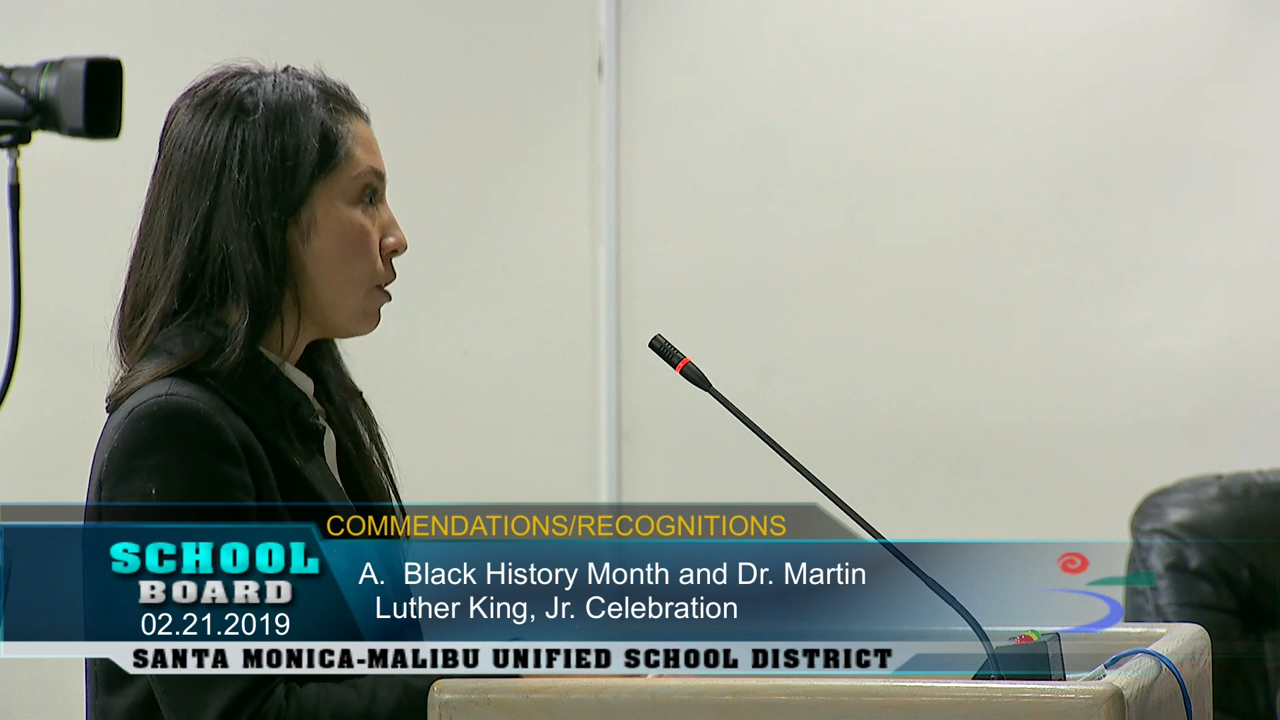 COMMENDATIONS/RECOGNITIONS
SCHOOL
BOARD
02.21.2019
A. Black History Month and Dr. Martin
Luther King, Jr. Celebration
SANTA MONICA-MALIBU UNIFIED SCHOOL DISTRICT